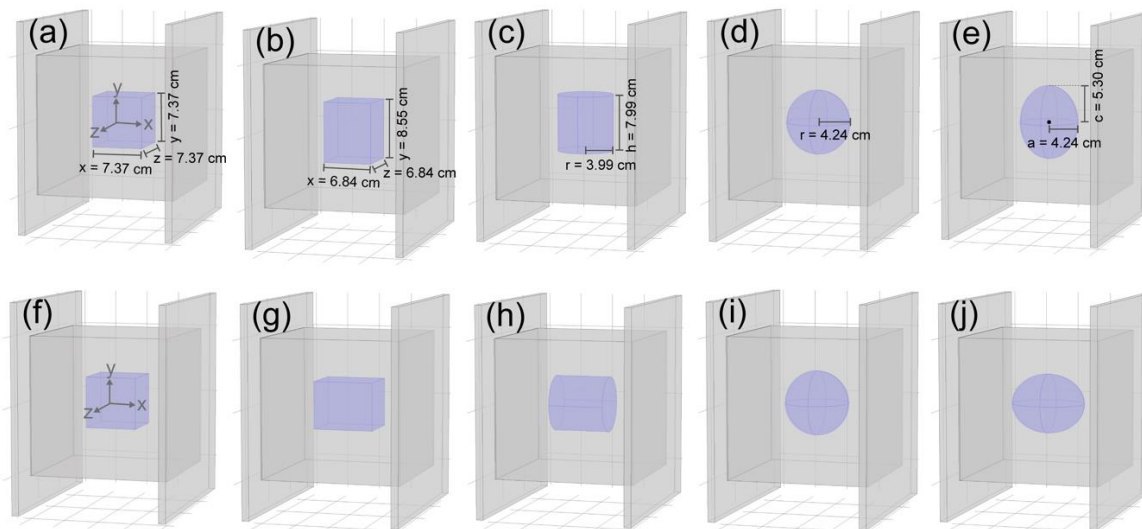 (a)
y
z
x
y = 7.37 cm
x = 7.37 cm
z = 7.37 cm
(b)
y = 8.55 cm
x = 6.84 cm
z = 6.84 cm
(c)
h = 7.99 cm
r = 3.99 cm
(d)
r = 4.24 cm
(e)
c = 5.30 cm
a = 4.24 cm
(f)
y
z
x
(g)
(h)
(i)
(j)